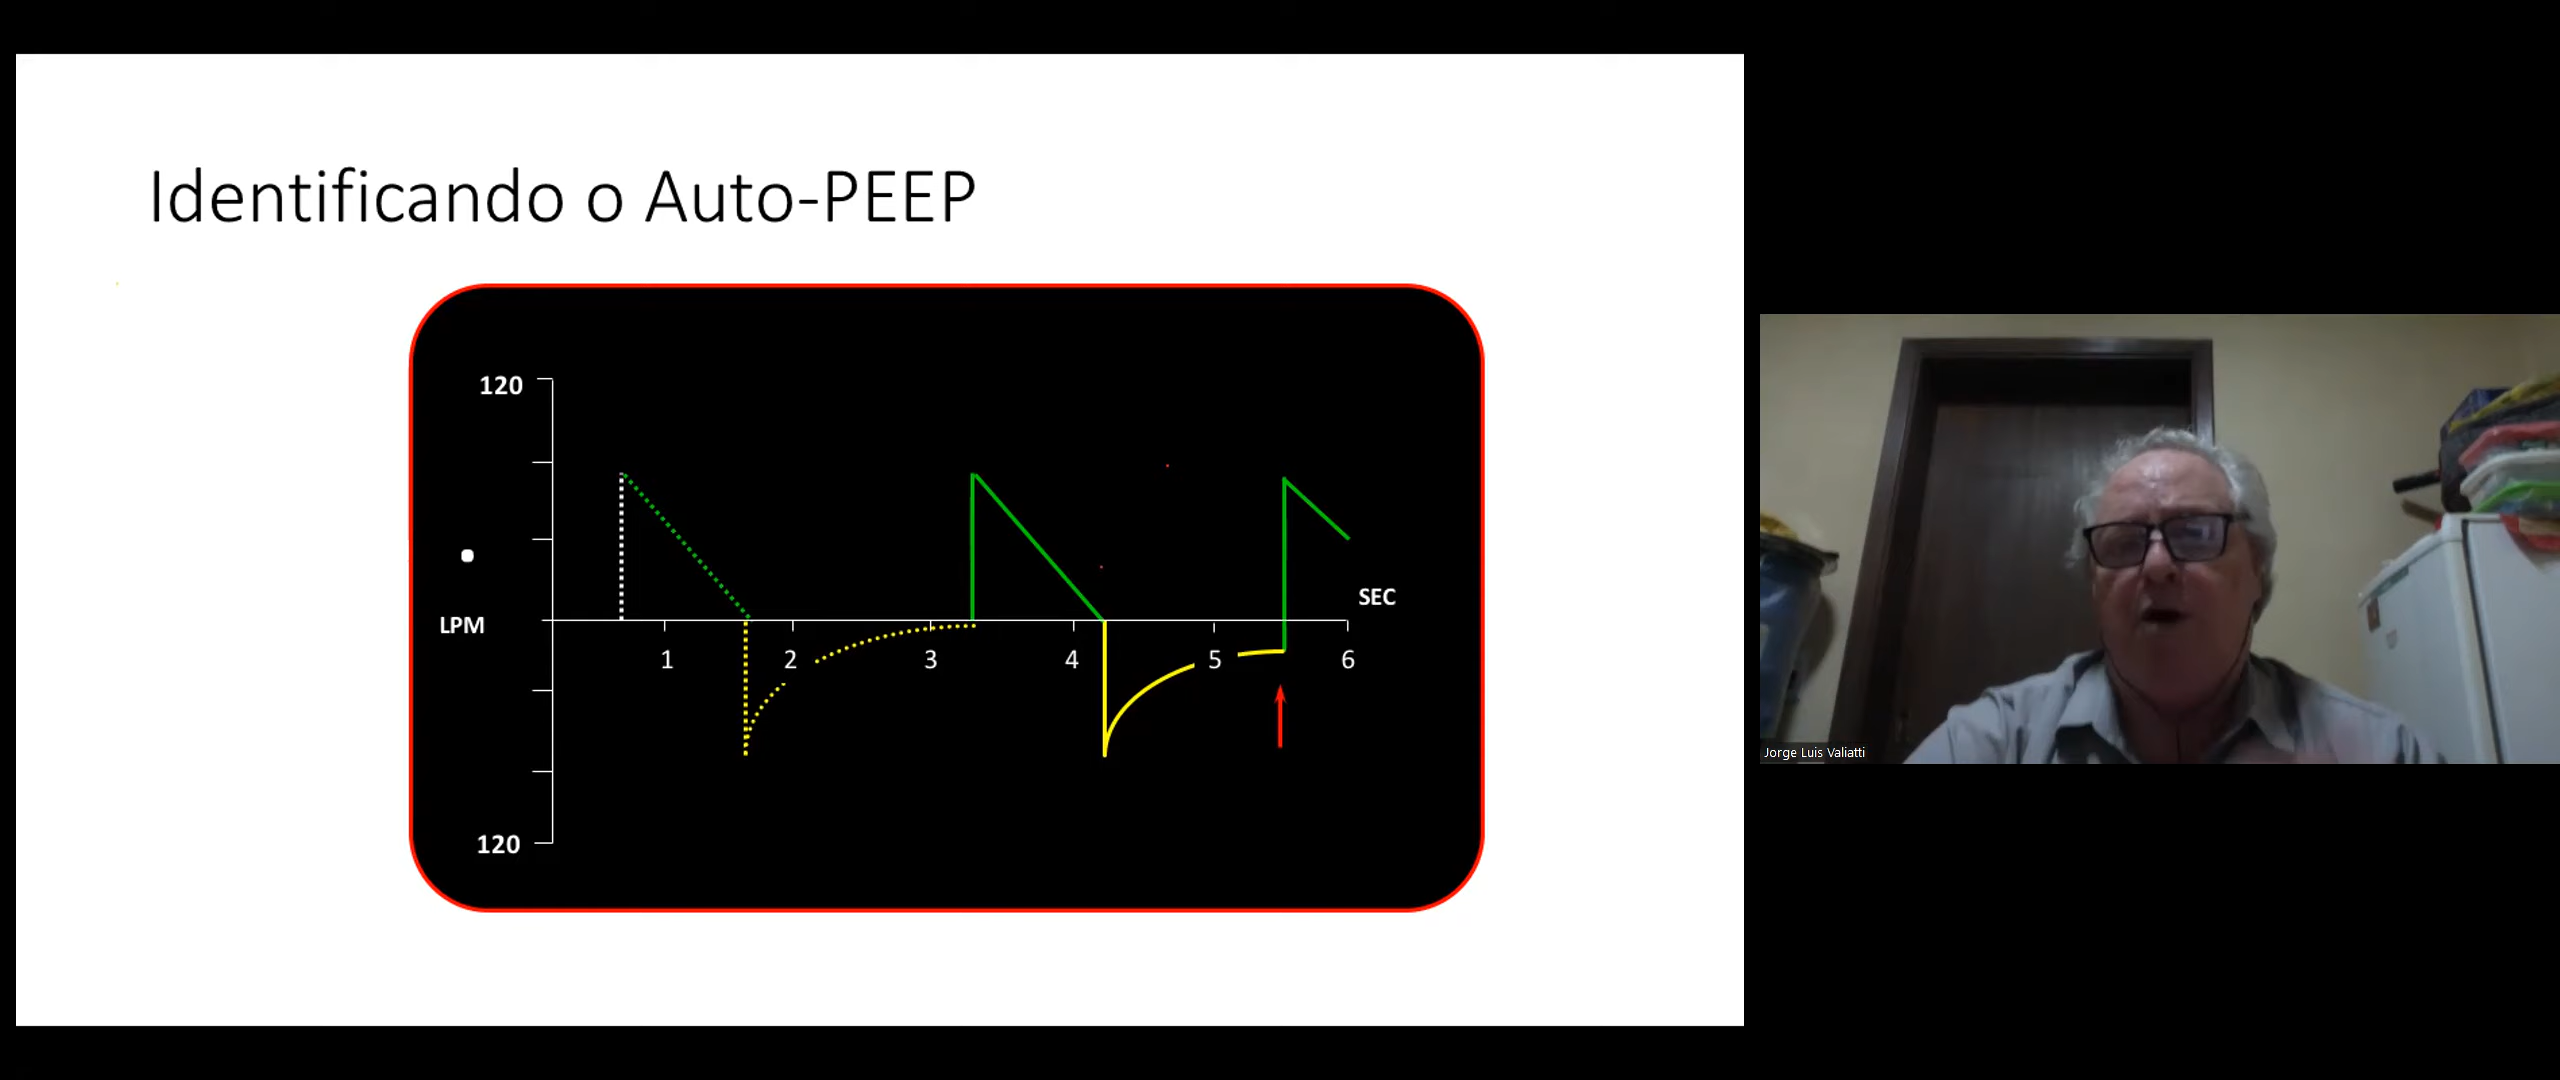 Identificando o Auto-PEEP
120
LPM
SEC
1 2 3 4 5 6
120
Jorge Luis Valiatti